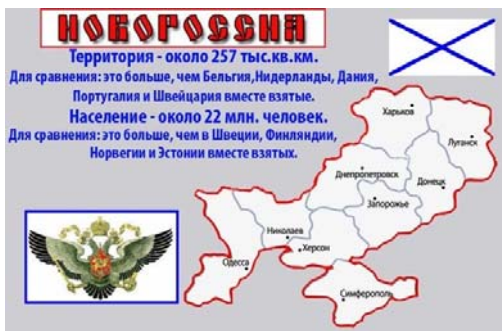 НОВОРОССИЯ
Территория - около 257 тыс.кв.км.
Для сравнения: это больше, чем Бельгия,Нидерланды, Дания,
Португалия и Швейцария вместе взятые.
Население - около 22 млн. человек.
Для сравнения: это больше, чем в Швеции, Финляндии,
Норвегии и Эстонии вместе взятых.
Харьков
Луганск
Днепропетровск
Донецк
Запорожье
Николаев
Херсон
Одесса
Симферополь